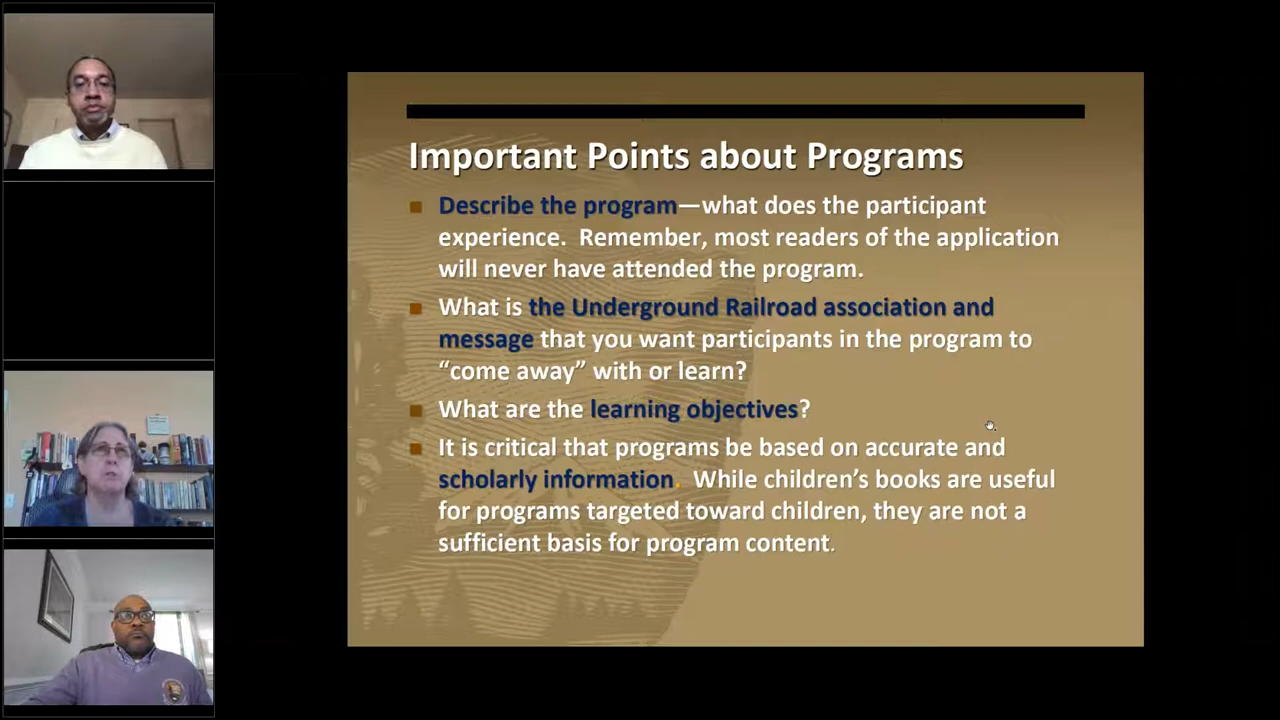 Important Points about Programs
Describe the program—what does the participant
experience.  Remember, most readers of the application
will never have attended the program.
What is the Underground Railroad association and
message that you want participants in the program to
“come away” with or learn?
What are the learning objectives?
It is critical that programs be based on accurate and
scholarly information.  While children’s books are useful
for programs targeted toward children, they are not a
sufficient basis for program content.